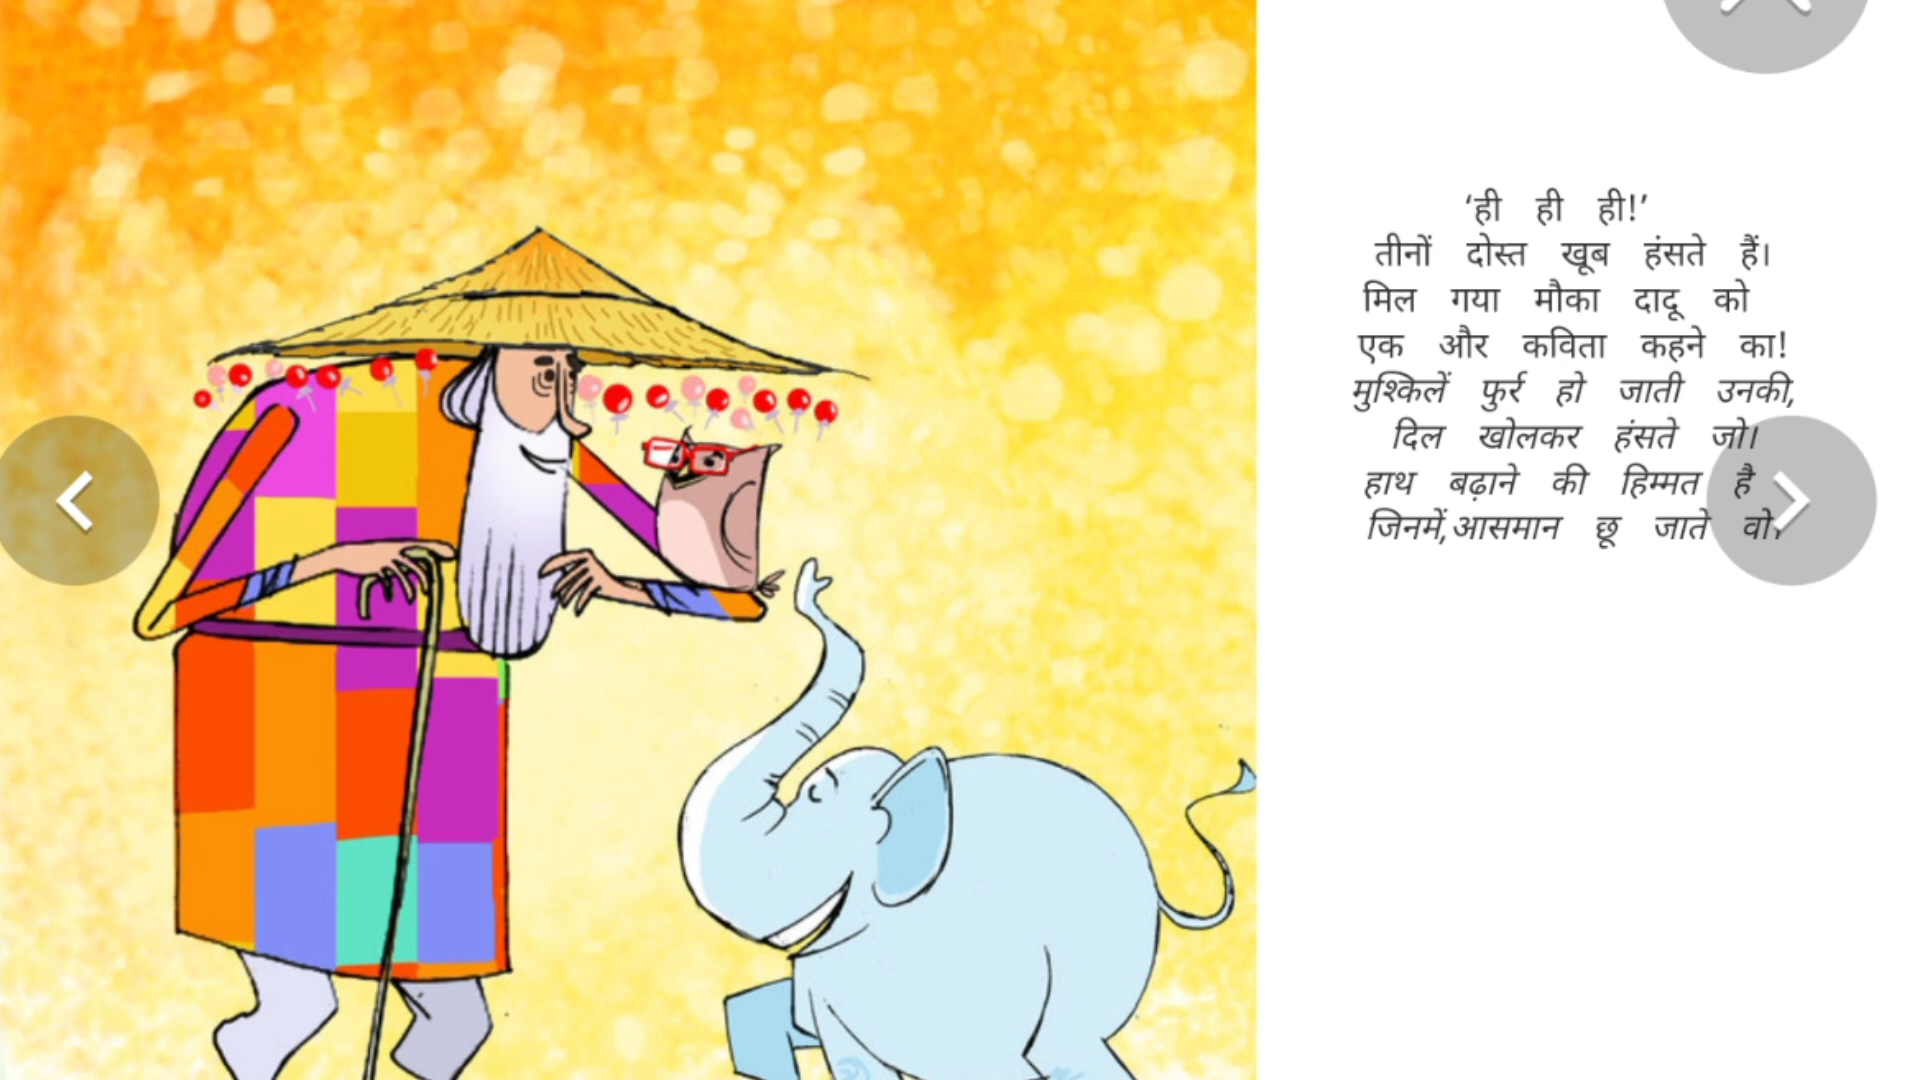 ‘ही ही ही!’
तीनों दोस्त खूब हंसते हैं।
मिल गया मौका दादू को
एक और कविता कहने का!
मुश्किलें फुर्र हो जाती उनकी,
दिल खोलकर हंसते जो।
हाथ बढ़ाने की हिम्मत है
जिनमें,आसमान छू जाते वो।